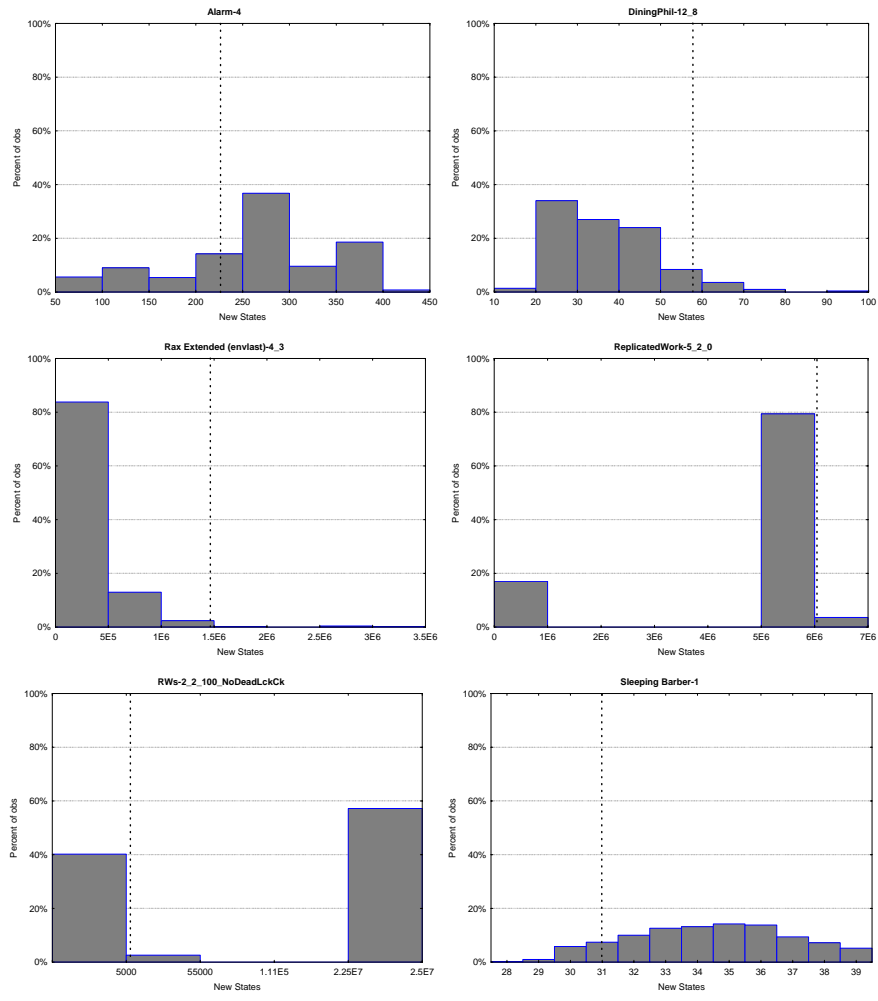 Alarm-4
Percent of obs
100%
80%
60%
40%
20%
0%
50 100 150 200 250 300 350 400 450
New States
DiningPhil-12_8
Percent of obs
100%
80%
60%
40%
20%
0%
10 20 30 40 50 60 70 80 90 100
New States
Rax Extended (envlast)-4_3
Percent of obs
100%
80%
60%
40%
20%
0%
0 5E5 1E6 1.5E6 2E6 2.5E6 3E6 3.5E6
New States
ReplicatedWork-5_2_0
Percent of obs
100%
80%
60%
40%
20%
0%
0 1E6 2E6 3E6 4E6 5E6 6E6 7E6
New States
RWs-2_2_100_NoDeadLckCk
Percent of obs
100%
80%
60%
40%
20%
0%
5000 55000 1.11E5 2.25E7 2.5E7
New States
Sleeping Barber-1
Percent of obs
100%
80%
60%
40%
20%
0%
28 29 30 31 32 33 34 35 36 37 38 39
New States